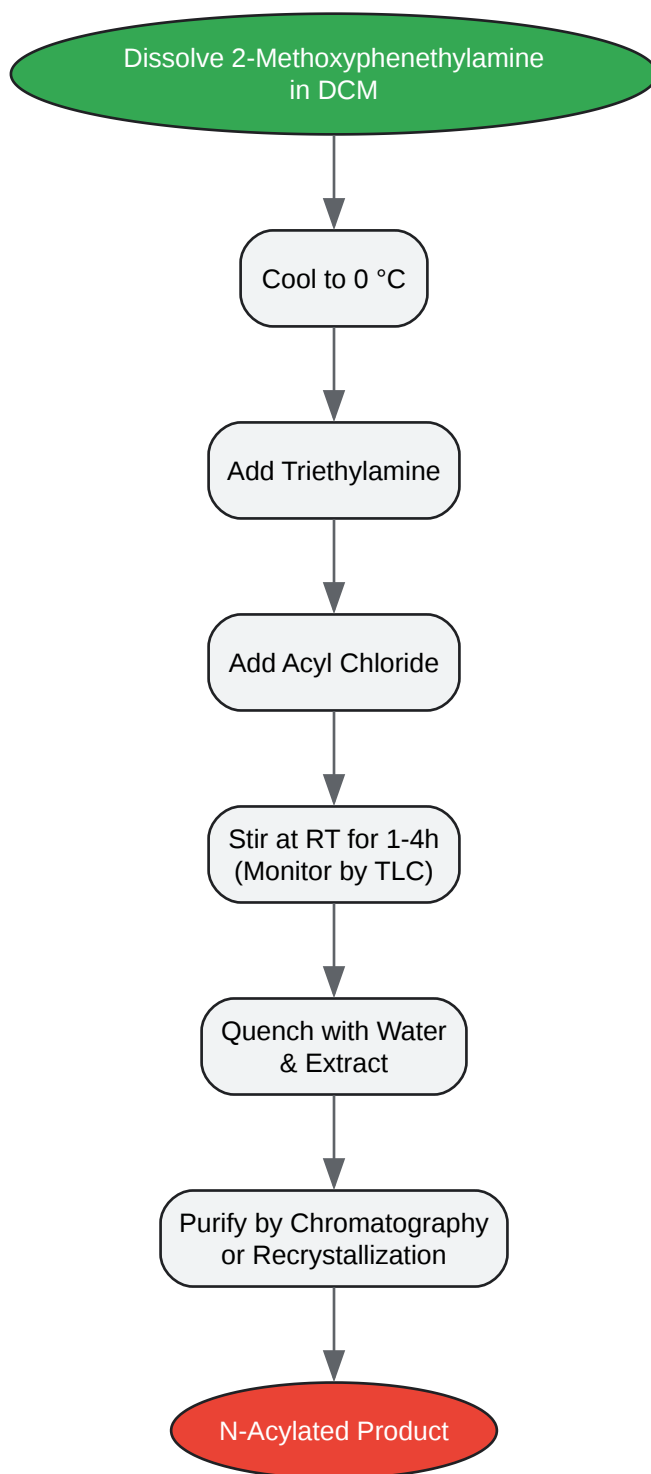 Dissolve 2-Methoxyphenethylamine
in DCM
Cool to 0 °C
Add Triethylamine
Add Acyl Chloride
Stir at RT for 1-4h
(Monitor by TLC)
Quench with Water
& Extract
Purify by Chromatography
or Recrystallization
N-Acylated Product